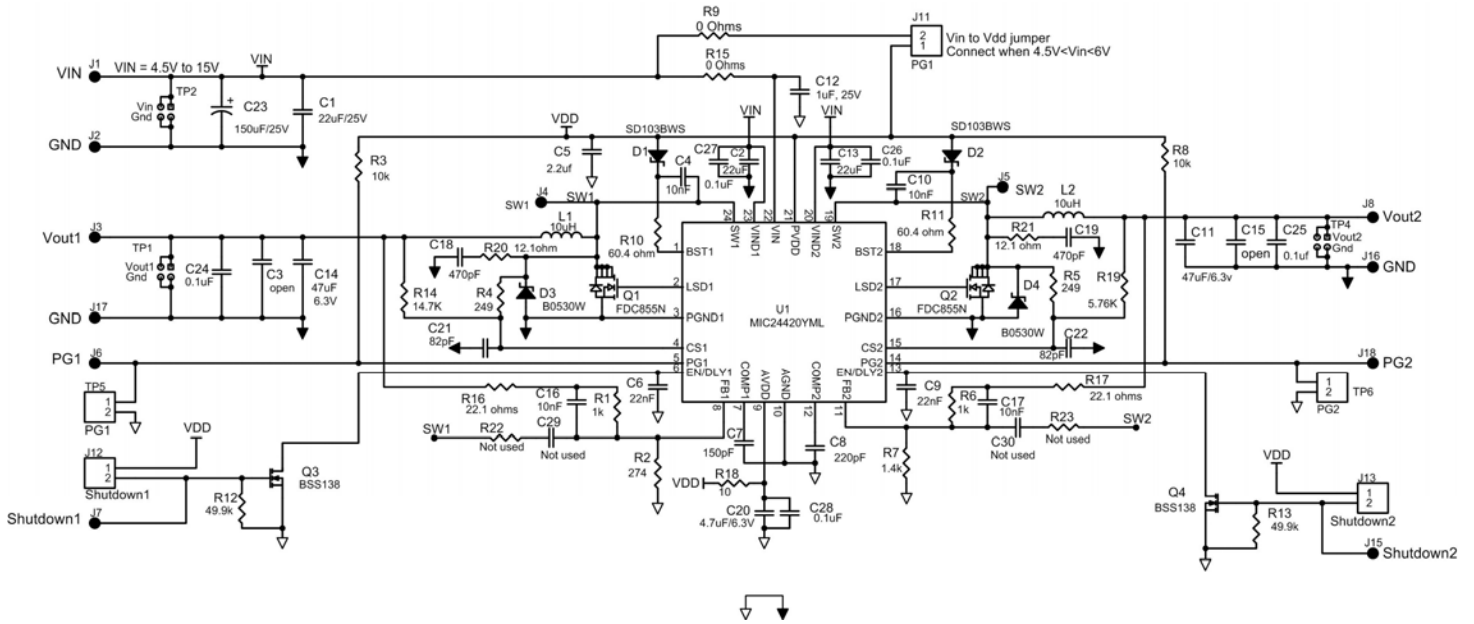 R9
0 Ohms
J11
2
1
PG1
Vin to Vdd jumper
Connect when 4.5V<Vin<6V
VIN
J1
VIN = 4.5V to 15V
VIN
R15
0 Ohms
C12
1uF, 25V
TP2
Vin
Gnd
+
C23
150uF/25V
C1
22uF/25V
GND
J2
VDD
SD103BWS
VIN
VIN
SD103BWS
R3
10k
C5
2.2uf
D1
C4
10nF
C27
0.1uF
C2
22uF
C13
22uF
C26
0.1uF
D2
C10
10nF
R8
10k
J4
SW1
SW1
J5
SW2
SW2
L2
10uH
24
23
22
21
20
19
SW1
VIND1
VIN
PVDD
VIND2
SW2
Vout1
J3
L1
10uH
R10
60.4 ohm
R11
60.4 ohm
J8
Vout2
TP1
Vout1
Gnd
C24
0.1uF
C3
open
C14
47uF
6.3V
C18
470pF
R20
12.1ohm
1
BST1
BST2
18
R21
12.1 ohm
C19
470pF
C11
47uF/6.3v
C15
open
C25
0.1uf
TP4
Vout2
Gnd
J16
GND
R14
14.7K
R4
249
D3
B0530W
Q1
FDC855N
2
LSD1
LSD2
17
Q2
FDC855N
D4
B0530W
R5
249
R19
5.76K
U1
MIC24420YML
GND
J17
3
PGND1
PGND2
16
C21
82pF
4
CS1
CS2
15
C22
82pF
PG1
J6
5
PG1
PG2
14
J18
PG2
6
EN/DLY1
EN/DLY2
13
TP5
1
2
PG1
R16
22.1 ohms
C16
10nF
R1
1k
C6
22nF
FB1
COMP1
AVDD
AGND
COMP2
FB2
8
7
9
10
12
11
C9
22nF
R6
1k
C17
10nF
R17
22.1 ohms
1
2
TP6
PG2
SW1
R22
Not used
C29
Not used
R2
274
C7
150pF
C8
220pF
R7
1.4k
C30
Not used
R23
Not used
SW2
VDD
J12
1
2
Shutdown1
Q3
BSS138
R12
49.9k
Shutdown1
J7
VDD
R18
10
C20
4.7uF/6.3V
C28
0.1uF
VDD
Q4
BSS138
J13
1
2
Shutdown2
R13
49.9k
J15
Shutdown2